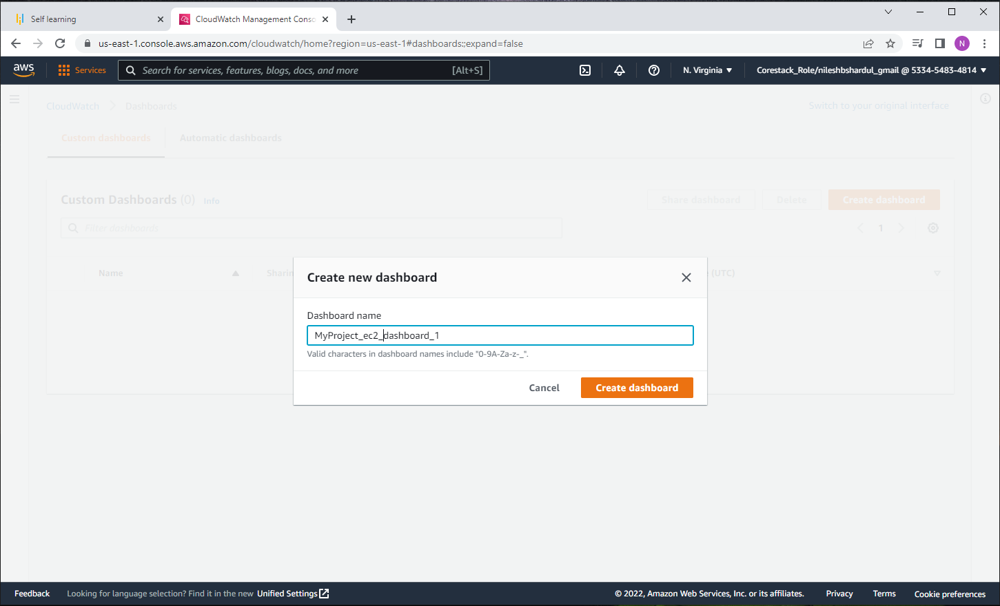 Self learning
CloudWatch Management Conso
us-east-1.console.aws.amazon.com/cloudwatch/home?region=us-east-1#dashboards:;expand=false
N
aws
Services
Search for services, features, blogs, docs, and more [Alt+S]
N. Virginia
Corestack_Role/nileshbshardul_gmail @ 5334-5483-4814
CloudWatch Dashboards
Switch to your original interface
Custom dashboards Automatic dashboards
Custom Dashboards (0) Info
Share dashboard Delete Create dashboard
Filter dashboards
1
Name Sharin (UTC)
Create new dashboard
Dashboard name
MyProject_ec2_dashboard_1
Valid characters in dashboard names include "0-9A-Za-z-_".
Cancel Create dashboard
Feedback Looking for language selection? Find it in the new Unified Settings
© 2022, Amazon Web Services, Inc. or its affiliates. Privacy Terms Cookie preferences